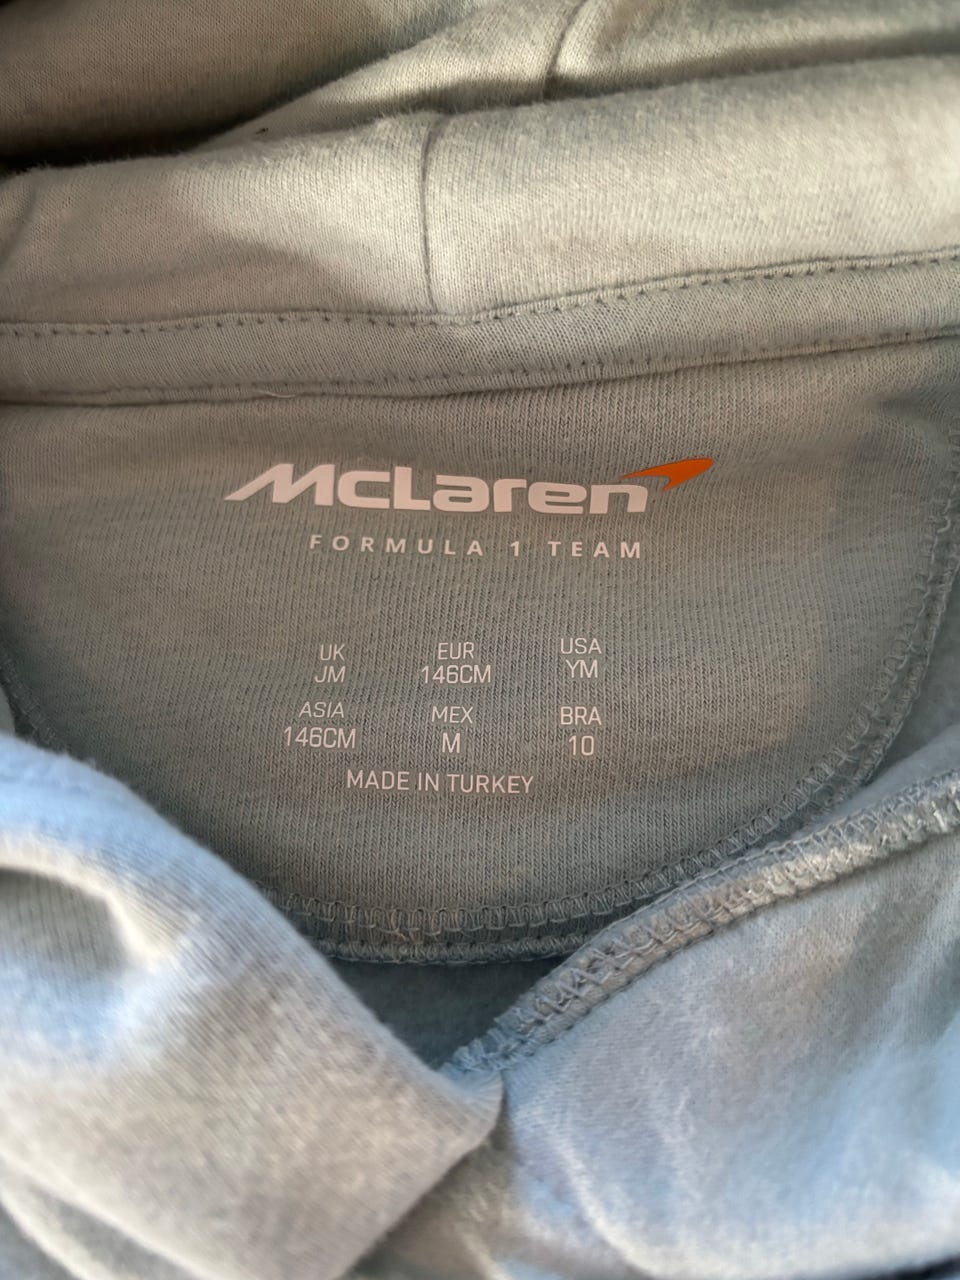 McLaren
FORMULA 1 TEAM
UK EUR USA
JM 146CM YM
ASIA MEX BRA
146CM M 10
MADE IN TURKEY